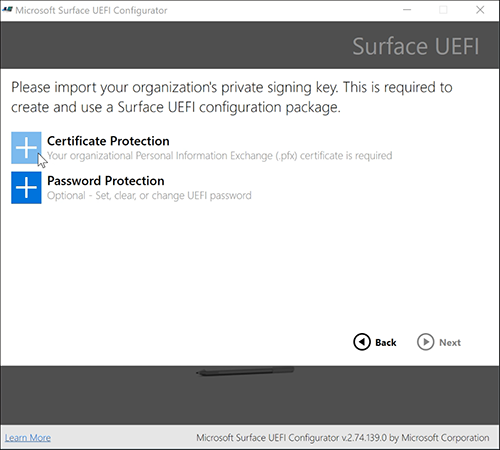 Microsoft Surface UEFI Configurator
Surface UEFI
Please import your organization's private signing key. This is required to
create and use a Surface UEFI configuration package.
Certificate Protection
Your organizational Personal Information Exchange (.pfx) certificate is required
Password Protection
Optional - Set, clear, or change UEFI password
Back Next
Learn More Microsoft Surface UEFI Configurator v.2.74.139.0 by Microsoft Corporation